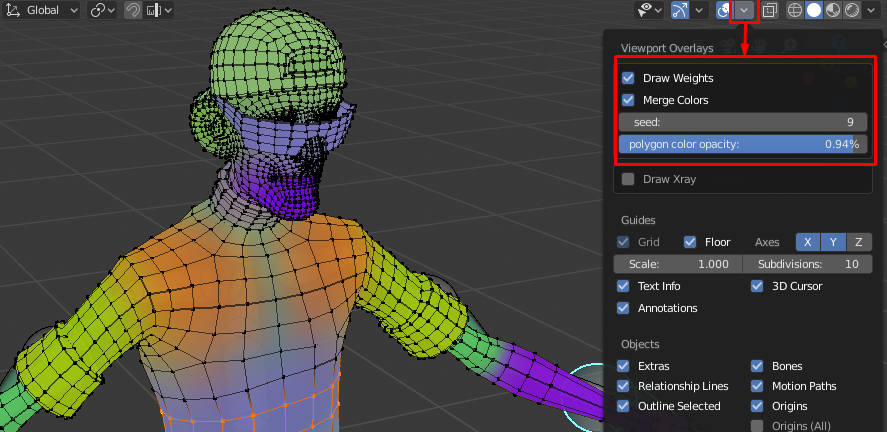 Global
Viewport Overlays
Draw Weights
Merge Colors
seed: 9
polygon color opacity: 0.94%
Draw Xray
Guides
Grid Floor Axes X Y Z
Scale: 1.000 Subdivisions: 10
Text Info 3D Cursor
Annotations
Objects
Extras Bones
Relationship Lines Motion Paths
Outline Selected Origins
Origins (All)